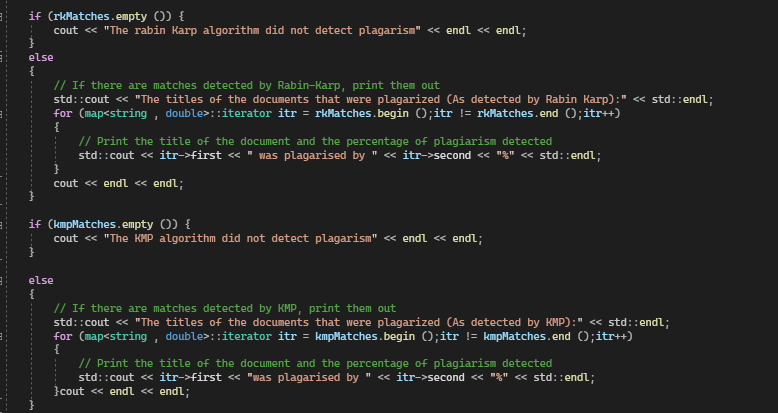 if (rkMatches.empty ()) {
cout << "The rabin Karp algorithm did not detect plagarism" << endl << endl;
}
else
{
// If there are matches detected by Rabin-Karp, print them out
std::cout << "The titles of the documents that were plagarized (As detected by Rabin Karp):" << std::endl;
for (map<string , double>::iterator itr = rkMatches.begin ();itr != rkMatches.end ();itr++)
{
// Print the title of the document and the percentage of plagiarism detected
std::cout << itr->first << " was plagarised by " << itr->second << "%" << std::endl;
}
cout << endl << endl;
}
if (kmpMatches.empty ()) {
cout << "The KMP algorithm did not detect plagarism" << endl << endl;
}
else
{
// If there are matches detected by KMP, print them out
std::cout << "The titles of the documents that were plagarized (As detected by KMP):" << std::endl;
for (map<string , double>::iterator itr = kmpMatches.begin ();itr != kmpMatches.end ();itr++)
{
// Print the title of the document and the percentage of plagiarism detected
std::cout << itr->first << "was plagarised by " << itr->second << "%" << std::endl;
}cout << endl << endl;
}